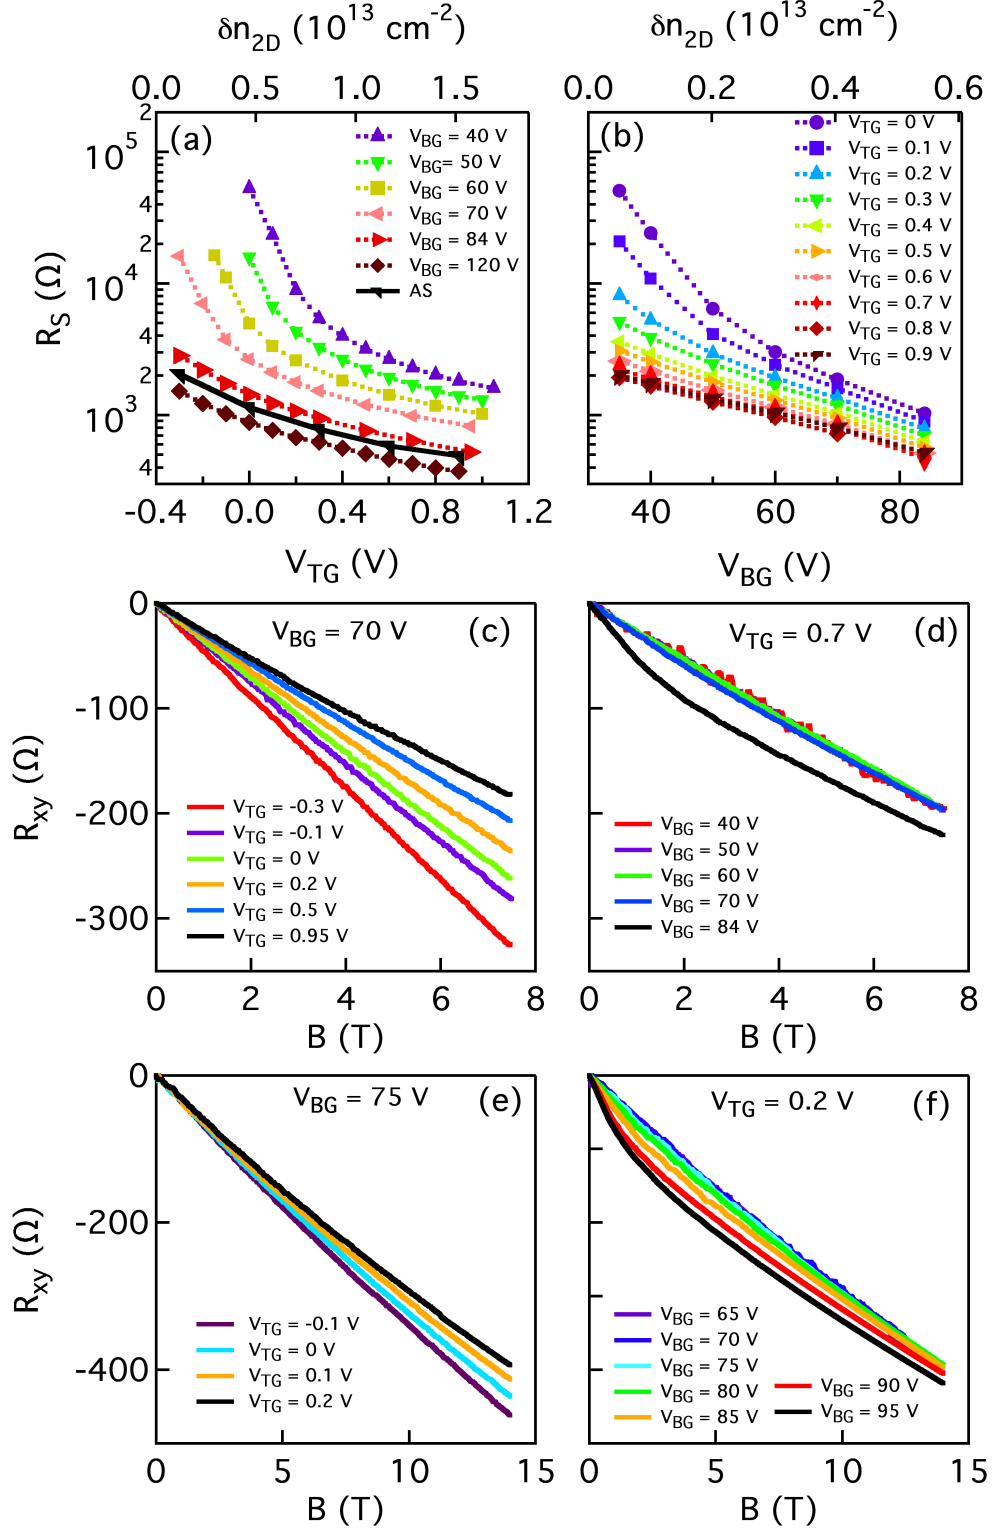 δn2D (10^13 cm^-2)
δn2D (10^13 cm^-2)
0.0 0.5 1.0 1.5
0.0 0.2 0.4 0.6
(a)
VBG = 40 V
VBG= 50 V
VBG = 60 V
VBG = 70 V
VBG = 84 V
VBG = 120 V
AS
RS (Ω)
2
10^5
4
2
10^4
4
2
10^3
4
-0.4 0.0 0.4 0.8 1.2
VTG (V)
(b)
VTG = 0 V
VTG = 0.1 V
VTG = 0.2 V
VTG = 0.3 V
VTG = 0.4 V
VTG = 0.5 V
VTG = 0.6 V
VTG = 0.7 V
VTG = 0.8 V
VTG = 0.9 V
40 60 80
VBG (V)
VBG = 70 V
(c)
Rxy (Ω)
0
-100
-200
-300
VTG = -0.3 V
VTG = -0.1 V
VTG = 0 V
VTG = 0.2 V
VTG = 0.5 V
VTG = 0.95 V
0 2 4 6 8
B (T)
(d)
VTG = 0.7 V
VBG = 40 V
VBG = 50 V
VBG = 60 V
VBG = 70 V
VBG = 84 V
0 2 4 6 8
B (T)
VBG = 75 V
(e)
Rxy (Ω)
0
-200
-400
VTG = -0.1 V
VTG = 0 V
VTG = 0.1 V
VTG = 0.2 V
0 5 10 15
B (T)
VTG = 0.2 V
(f)
VBG = 65 V
VBG = 70 V
VBG = 75 V
VBG = 80 V
VBG = 85 V
VBG = 90 V
VBG = 95 V
0 5 10 15
B (T)